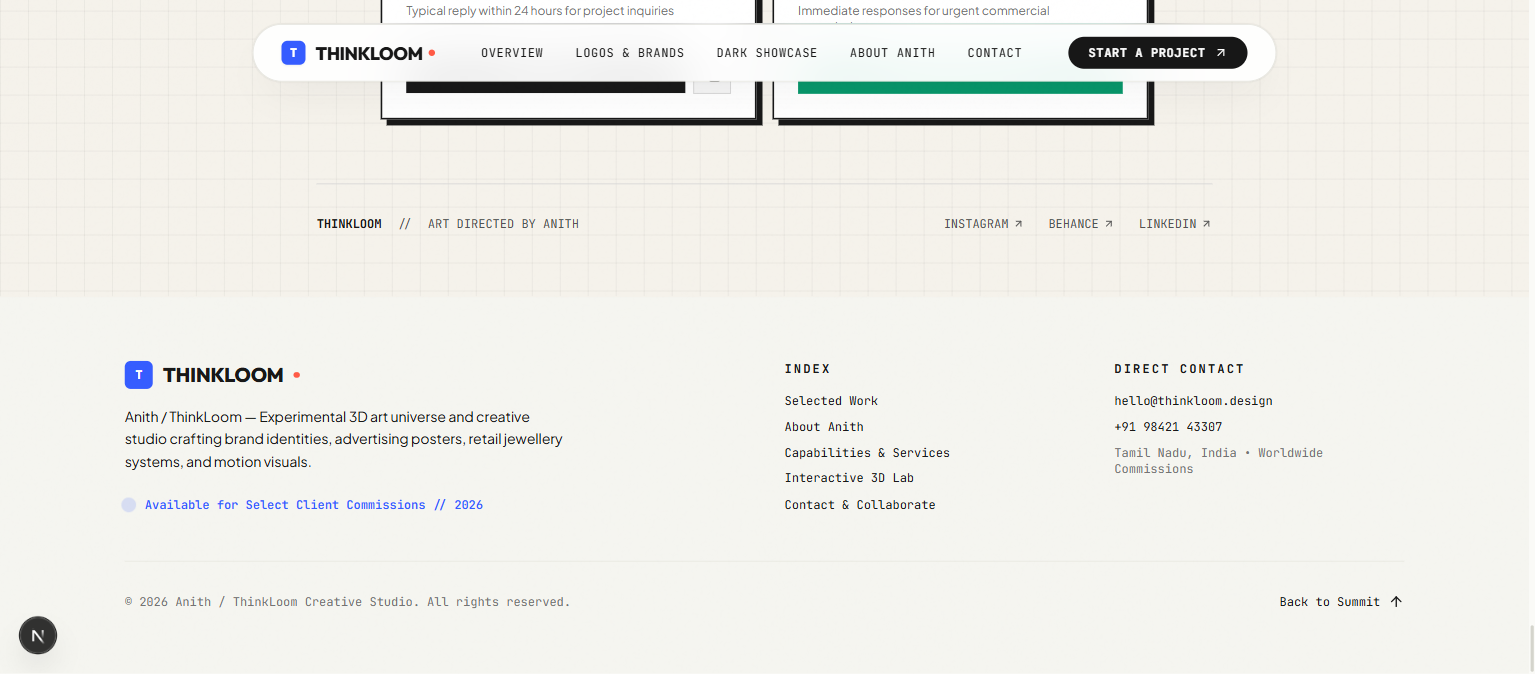 Typical reply within 24 hours for project inquiries
Immediate responses for urgent commercial
T THINKLOOM
OVERVIEW
LOGOS & BRANDS
DARK SHOWCASE
ABOUT ANITH
CONTACT
START A PROJECT ↗
THINKLOOM // ART DIRECTED BY ANITH
INSTAGRAM ↗
BEHANCE ↗
LINKEDIN ↗
T THINKLOOM
Anith / ThinkLoom — Experimental 3D art universe and creative
studio crafting brand identities, advertising posters, retail jewellery
systems, and motion visuals.
Available for Select Client Commissions // 2026
INDEX
Selected Work
About Anith
Capabilities & Services
Interactive 3D Lab
Contact & Collaborate
DIRECT CONTACT
hello@thinkloom.design
+91 98421 43307
Tamil Nadu, India • Worldwide
Commissions
© 2026 Anith / ThinkLoom Creative Studio. All rights reserved.
Back to Summit ↑
N